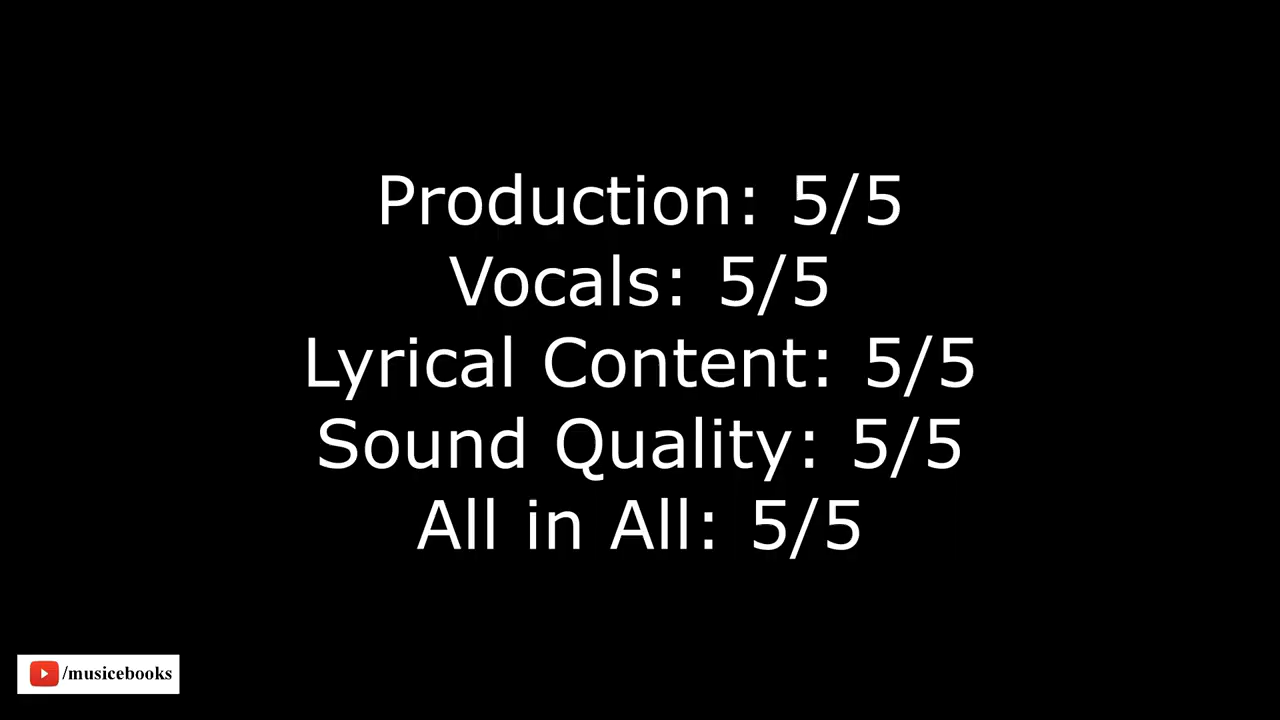 Production: 5/5
Vocals: 5/5
Lyrical Content: 5/5
Sound Quality: 5/5
All in All: 5/5
/musicebooks